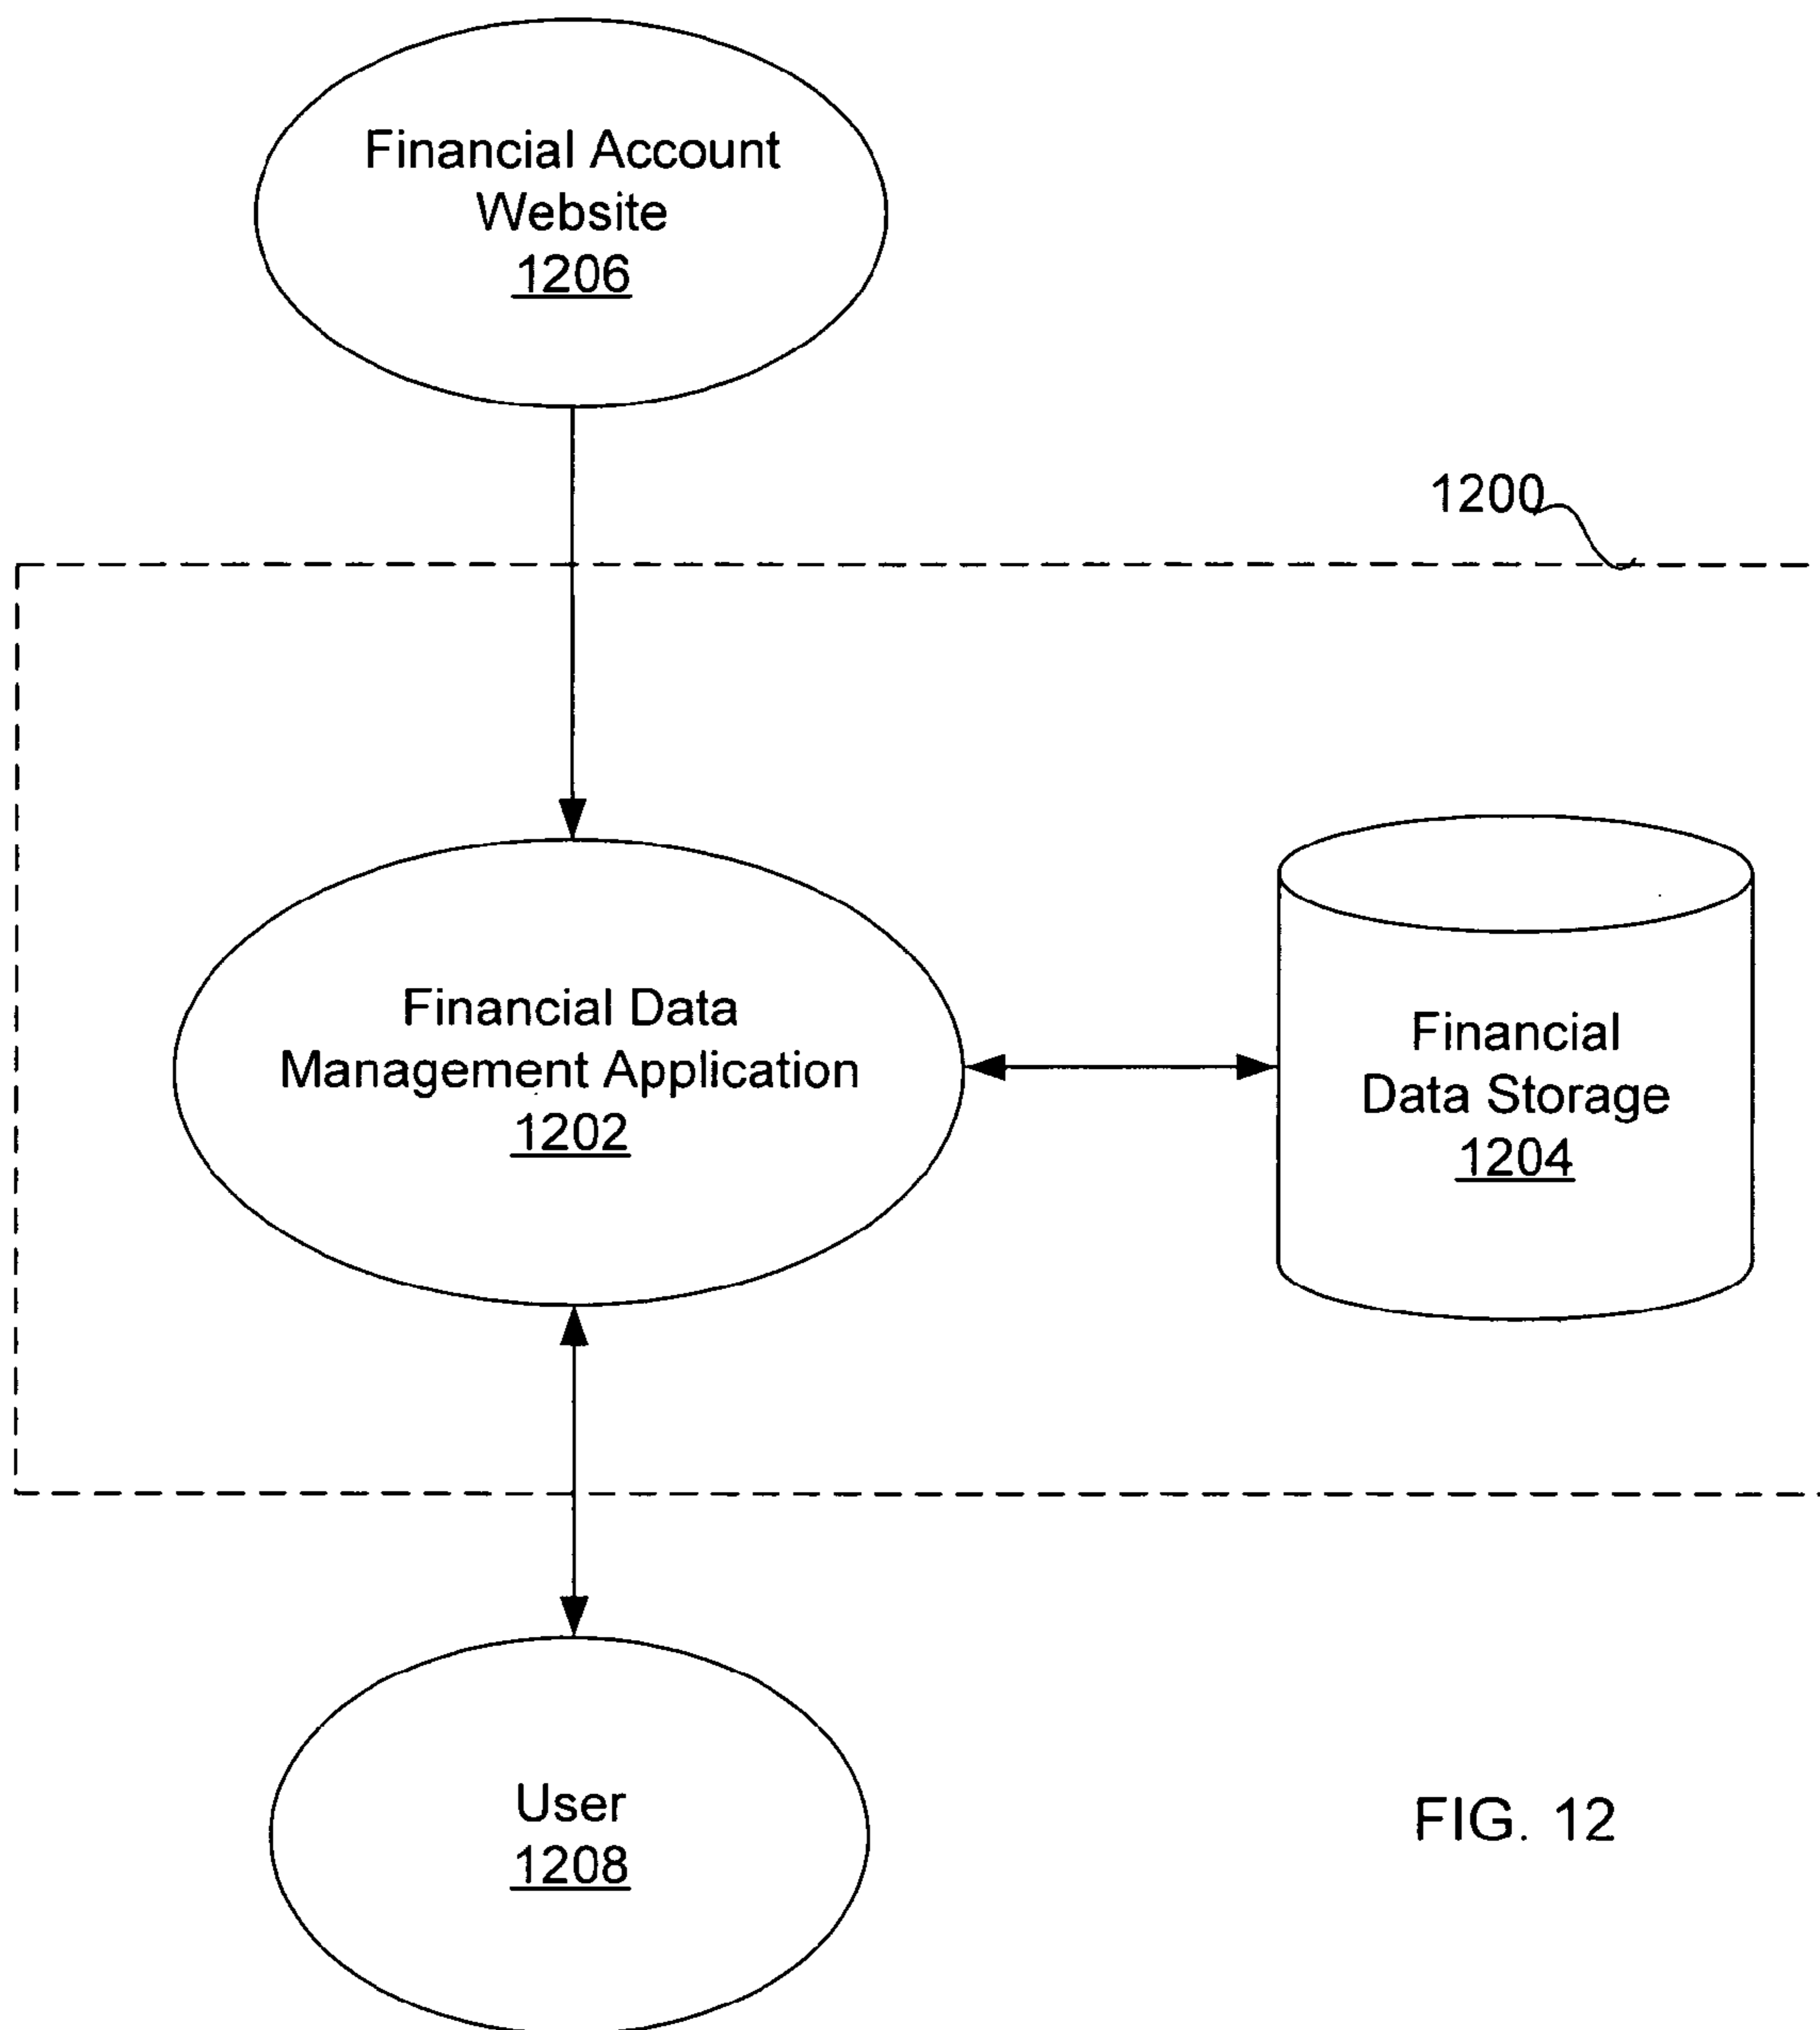 Financial Account
Website
1206
1200
Financial Data
Management Application
1202
Financial
Data Storage
1204
User
1208
FIG. 12